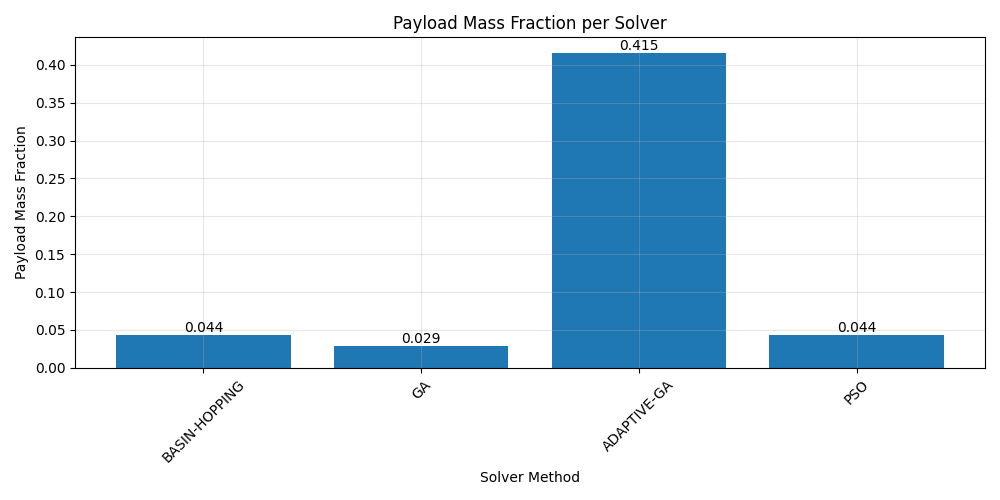 Payload Mass Fraction per Solver
Payload Mass Fraction
0.40
0.35
0.30
0.25
0.20
0.15
0.10
0.05
0.00
0.044
0.029
0.415
0.044
BASIN-HOPPING
GA
ADAPTIVE-GA
PSO
Solver Method